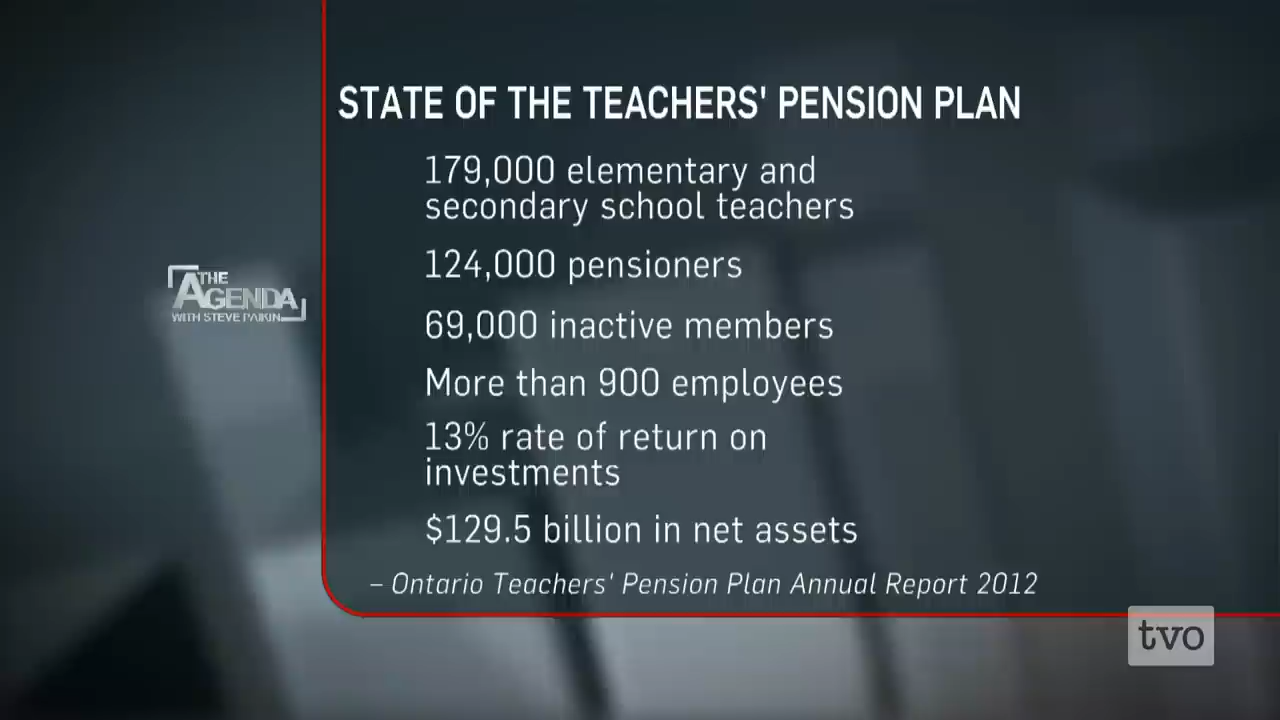 STATE OF THE TEACHERS' PENSION PLAN
179,000 elementary and
secondary school teachers
124,000 pensioners
THE
AGENDA
WITH STEVE PAIKIN
69,000 inactive members
More than 900 employees
13% rate of return on
investments
$129.5 billion in net assets
– Ontario Teachers' Pension Plan Annual Report 2012
tvo